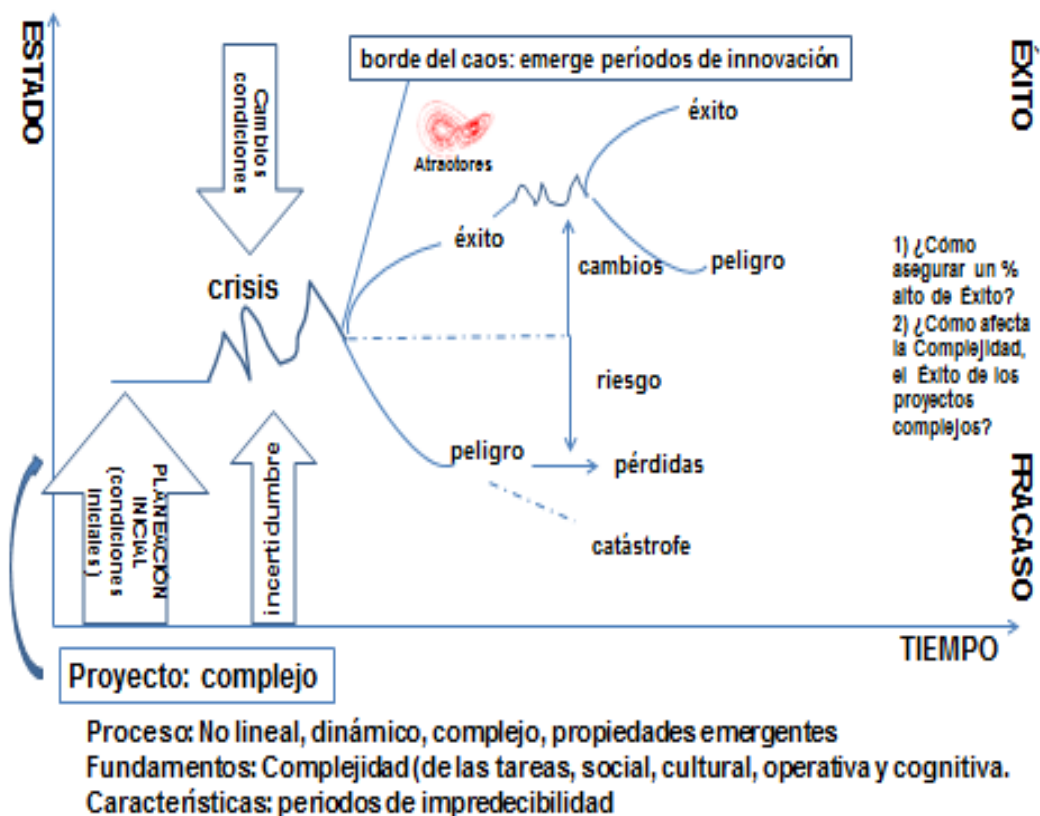 ESTADO
Cambios
condiciones
borde del caos: emerge períodos de innovación
ÉXITO
Atraotores
éxito
éxito
cambios
peligro
crisis
1) ¿Cómo
asegurar un %
alto de Éxito?
2) ¿Cómo afecta
la Complejidad,
el Éxito de los
proyectos
complejos?
riesgo
peligro
pérdidas
catástrofe
PLANEACIÓN
INICIAL
(condiciones
iniciales)
incertidumbre
FRACASO
TIEMPO
Proyecto: complejo
Proceso: No lineal, dinámico, complejo, propiedades emergentes
Fundamentos: Complejidad (de las tareas, social, cultural, operativa y cognitiva.
Características: periodos de impredecibilidad